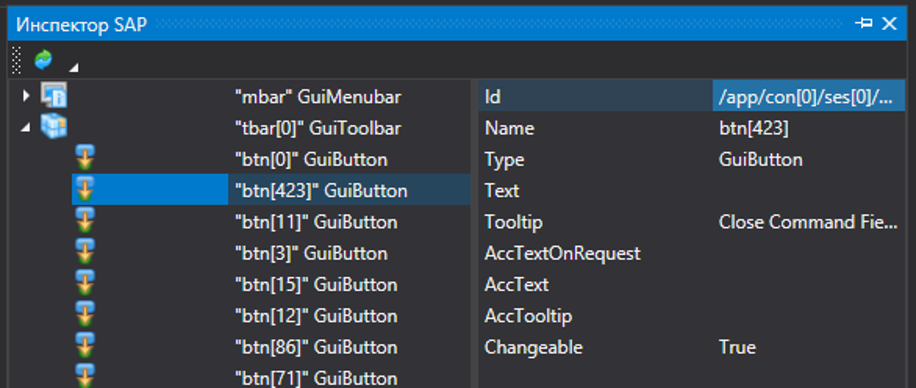 Инспектор SAP
"mbar" GuiMenubar Id /app/con[0]/ses[0]/...
"tbar[0]" GuiToolbar Name btn[423]
"btn[0]" GuiButton Type GuiButton
"btn[423]" GuiButton Text
"btn[11]" GuiButton Tooltip Close Command Fie...
"btn[3]" GuiButton AccTextOnRequest
"btn[15]" GuiButton AccText
"btn[12]" GuiButton AccTooltip
"btn[86]" GuiButton Changeable True
"btn[71]" GuiButton